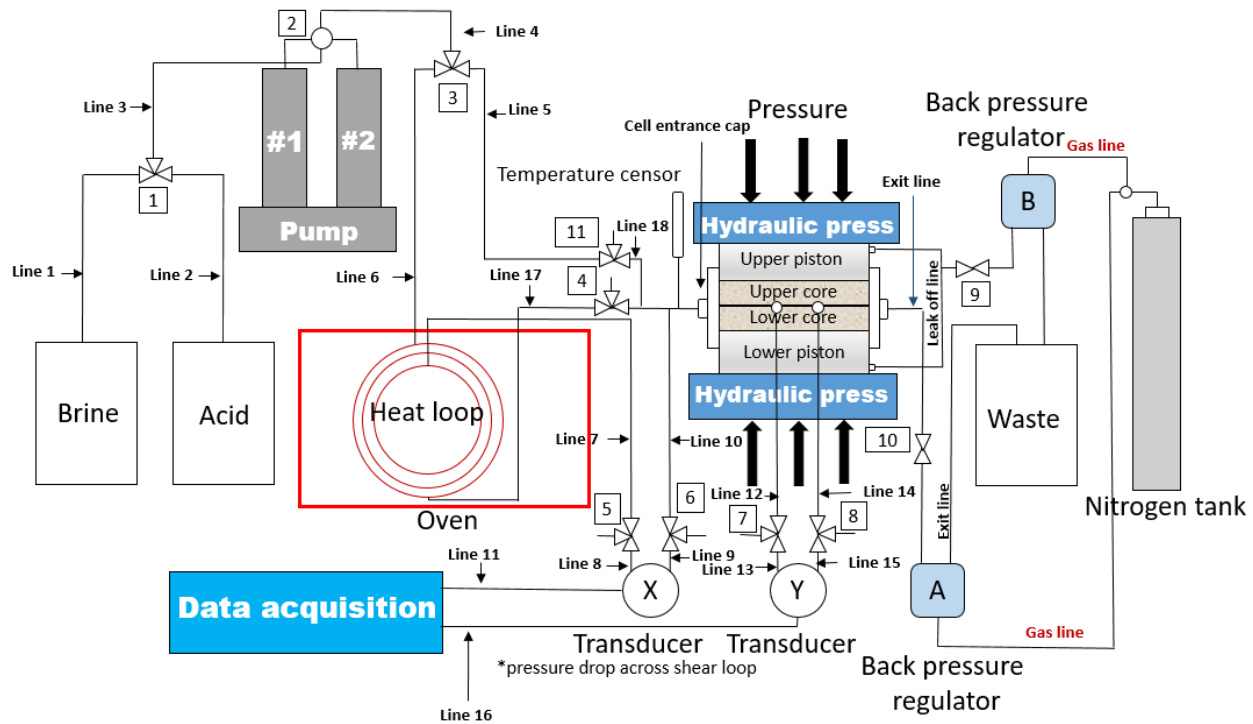 2
Line 4
3
Line 3
Line 5
#1
#2
1
Pump
Line 1
Line 2
Line 6
Brine
Acid
Heat loop
Oven
Line 17
11
Line 18
4
Temperature censor
Cell entrance cap
Pressure
Hydraulic press
Upper piston
Upper core
Lower core
Lower piston
Hydraulic press
Exit line
Leak off line
9
Back pressure
regulator
Gas line
B
Waste
Nitrogen tank
10
Exit line
Line 7
Line 10
Line 12
Line 14
5
6
7
8
Line 8
Line 9
Line 13
Line 15
Line 11
X
Y
A
Data acquisition
Transducer
Transducer
*pressure drop across shear loop
Gas line
Back pressure
regulator
Line 16